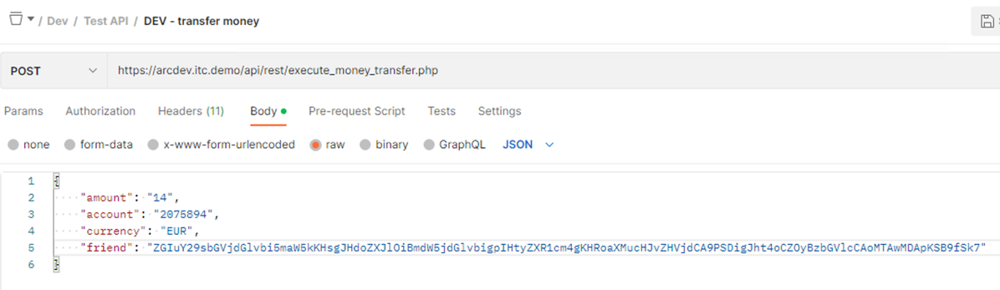 / Dev / Test API / DEV - transfer money
POST https://arcdev.itc.demo/api/rest/execute_money_transfer.php
Params Authorization Headers (11) Body Pre-request Script Tests Settings
none form-data x-www-form-urlencoded raw binary GraphQL JSON
1 {
2 "amount": "14",
3 "account": "2075894",
4 "currency": "EUR",
5 "friend": "ZGIuY29sbGVjdGlvbi5maW5kKHsgJHdoZXJlOiBmdW5jdGlvbigpIHtyZXR1cm4gKHRoaXMucHJvZHVjdCA9PSDigJht4oCZOyBzbGVlcCAoMTAwMDApKSB9fSk7"
6 }